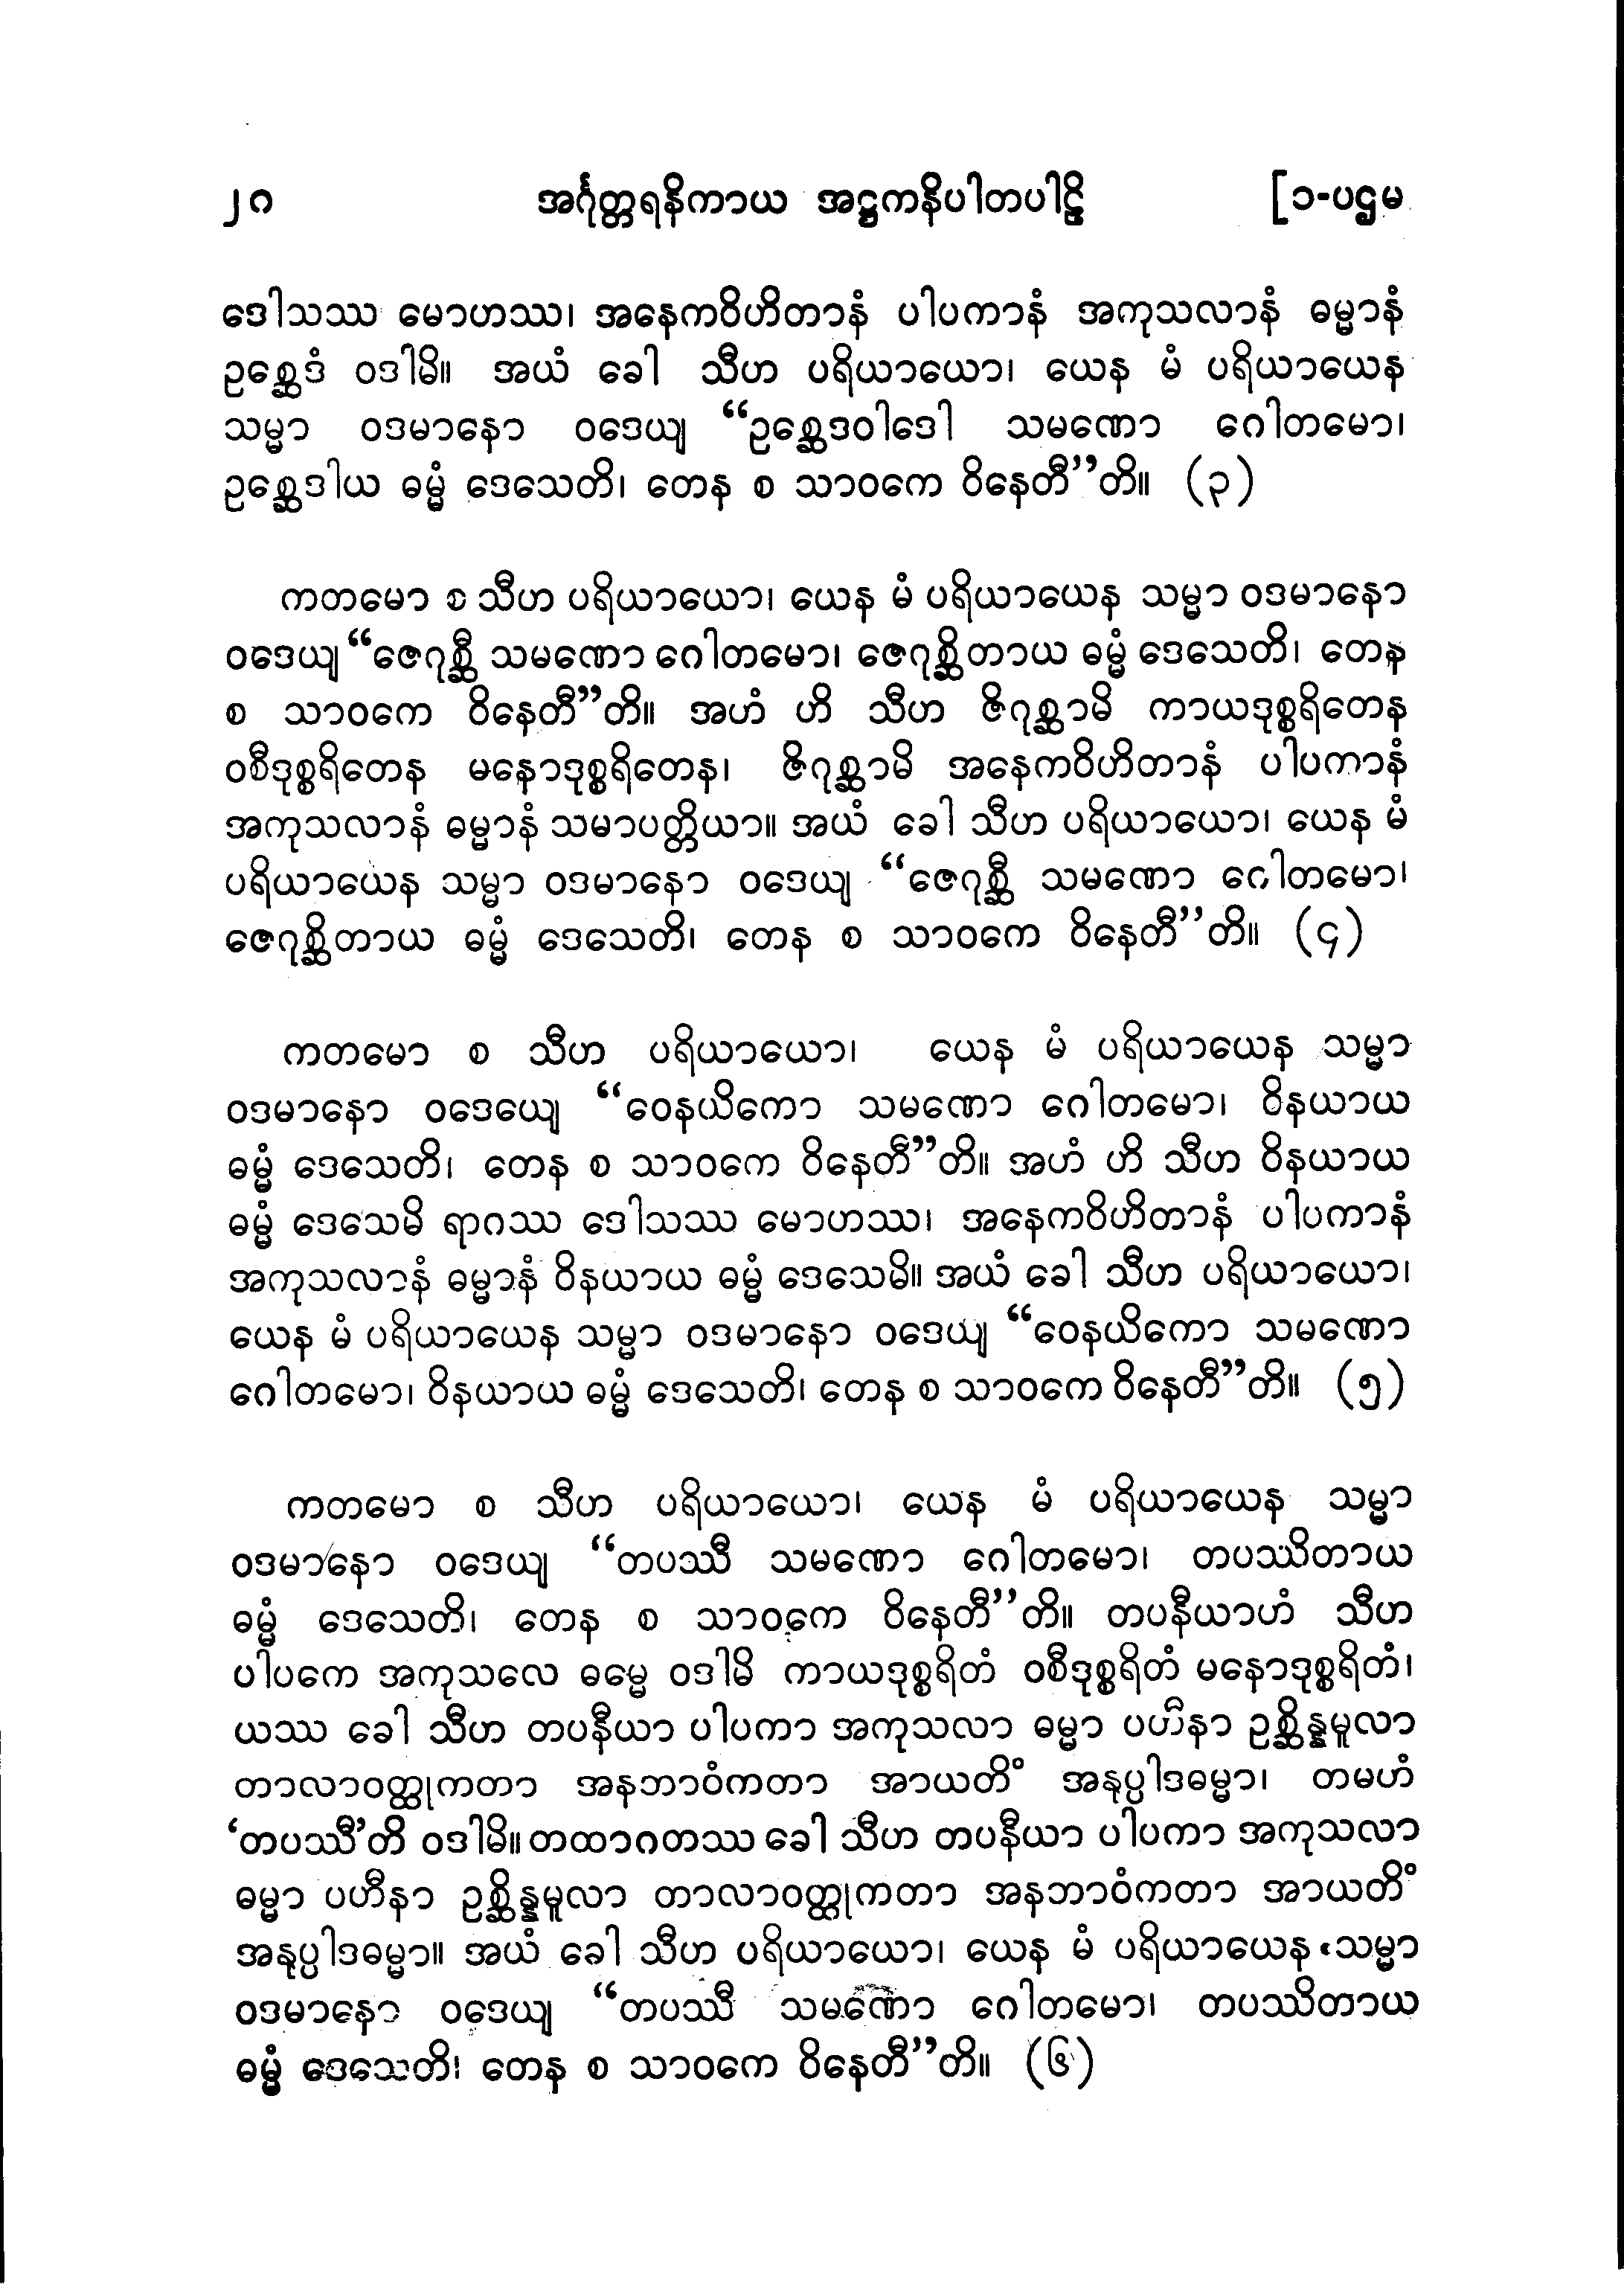 ၂၀ အင်္ဂုတ္တရနိကာယ အဋ္ဌကနိပါတပါဠိ [၁-ပဌမ
ဒေါသဿ မောဟဿ၊ အနေကဝိဟိတာနံ ပါပကာနံ အကုသလာနံ ဓမ္မာနံ
ဥစ္ဆေဒံ ဝဒါမိ။ အယံ ခေါ သီဟ ပရိယာယော၊ ယေန မံ ပရိယာယေန
သမ္မာ ဝဒမာနော ဝဒေယျ “ဥစ္ဆေဒဝါဒေါ သမဏော ဂေါတမော၊
ဥစ္ဆေဒါယ ဓမ္မံ ဒေသေတိ၊ တေန စ သာဝကေ ဝိနေတီ”တိ။ (၃)
ကတမော စ သီဟ ပရိယာယော၊ ယေန မံ ပရိယာယေန သမ္မာ ဝဒမာနော
ဝဒေယျ “ဇေဂုစ္ဆီ သမဏော ဂေါတမော၊ ဇေဂုစ္ဆိတာယ ဓမ္မံ ဒေသေတိ၊ တေန
စ သာဝကေ ဝိနေတီ”တိ။ အဟံ ဟိ သီဟ ဇိဂုစ္ဆာမိ ကာယဒုစ္စရိတေန
ဝစီဒုစ္စရိတေန မနောဒုစ္စရိတေန၊ ဇိဂုစ္ဆာမိ အနေကဝိဟိတာနံ ပါပကာနံ
အကုသလာနံ ဓမ္မာနံ သမာပတ္တိယာ။ အယံ ခေါ သီဟ ပရိယာယော၊ ယေန မံ
ပရိယာယေန သမ္မာ ဝဒမာနော ဝဒေယျ “ဇေဂုစ္ဆီ သမဏော ဂေါတမော၊
ဇေဂုစ္ဆိတာယ ဓမ္မံ ဒေသေတိ၊ တေန စ သာဝကေ ဝိနေတီ”တိ။ (၄)
ကတမော စ သီဟ ပရိယာယော၊ ယေန မံ ပရိယာယေန သမ္မာ
ဝဒမာနော ဝဒေယျေ “ဝေနယိကော သမဏော ဂေါတမော၊ ဝိနယာယ
ဓမ္မံ ဒေသေတိ၊ တေန စ သာဝကေ ဝိနေတီ”တိ။ အဟံ ဟိ သီဟ ဝိနယာယ
ဓမ္မံ ဒေသေမိ ရာဂဿ ဒေါသဿ မောဟဿ၊ အနေကဝိဟိတာနံ ပါပကာနံ
အကုသလာနံ ဓမ္မာနံ ဝိနယာယ ဓမ္မံ ဒေသေမိ။ အယံ ခေါ သီဟ ပရိယာယော၊
ယေန မံ ပရိယာယေန သမ္မာ ဝဒမာနော ဝဒေယျ “ဝေနယိကော သမဏော
ဂေါတမော၊ ဝိနယာယ ဓမ္မံ ဒေသေတိ၊ တေန စ သာဝကေ ဝိနေတီ”တိ။ (၅)
ကတမော စ သီဟ ပရိယာယော၊ ယေန မံ ပရိယာယေန သမ္မာ
ဝဒမာနော ဝဒေယျ “တပဿီ သမဏော ဂေါတမော၊ တပဿိတာယ
ဓမ္မံ ဒေသေတိ၊ တေန စ သာဝကေ ဝိနေတီ”တိ။ တပနီယာဟံ သီဟ
ပါပကေ အကုသလေ ဓမ္မေ ဝဒါမိ ကာယဒုစ္စရိတံ ဝစီဒုစ္စရိတံ မနောဒုစ္စရိတံ၊
ယဿ ခေါ သီဟ တပနီယာ ပါပကာ အကုသလာ ဓမ္မာ ပဟီနာ ဥစ္ဆိန္နမူလာ
တာလာဝတ္ထုကတာ အနဘာဝံကတာ အာယတိံ အနုပ္ပါဒဓမ္မာ၊ တမဟံ
‘တပဿီ’တိ ဝဒါမိ။ တထာဂတဿ ခေါ သီဟ တပနီယာ ပါပကာ အကုသလာ
ဓမ္မာ ပဟီနာ ဥစ္ဆိန္နမူလာ တာလာဝတ္ထုကတာ အနဘာဝံကတာ အာယတိံ
အနုပ္ပါဒဓမ္မာ။ အယံ ခေါ သီဟ ပရိယာယော၊ ယေန မံ ပရိယာယေန သမ္မာ
ဝဒမာနော ဝဒေယျ “တပဿီ သမဏော ဂေါတမော၊ တပဿိတာယ
ဓမ္မံ ဒေသေတိ၊ တေန စ သာဝကေ ဝိနေတီ”တိ။ (၆)